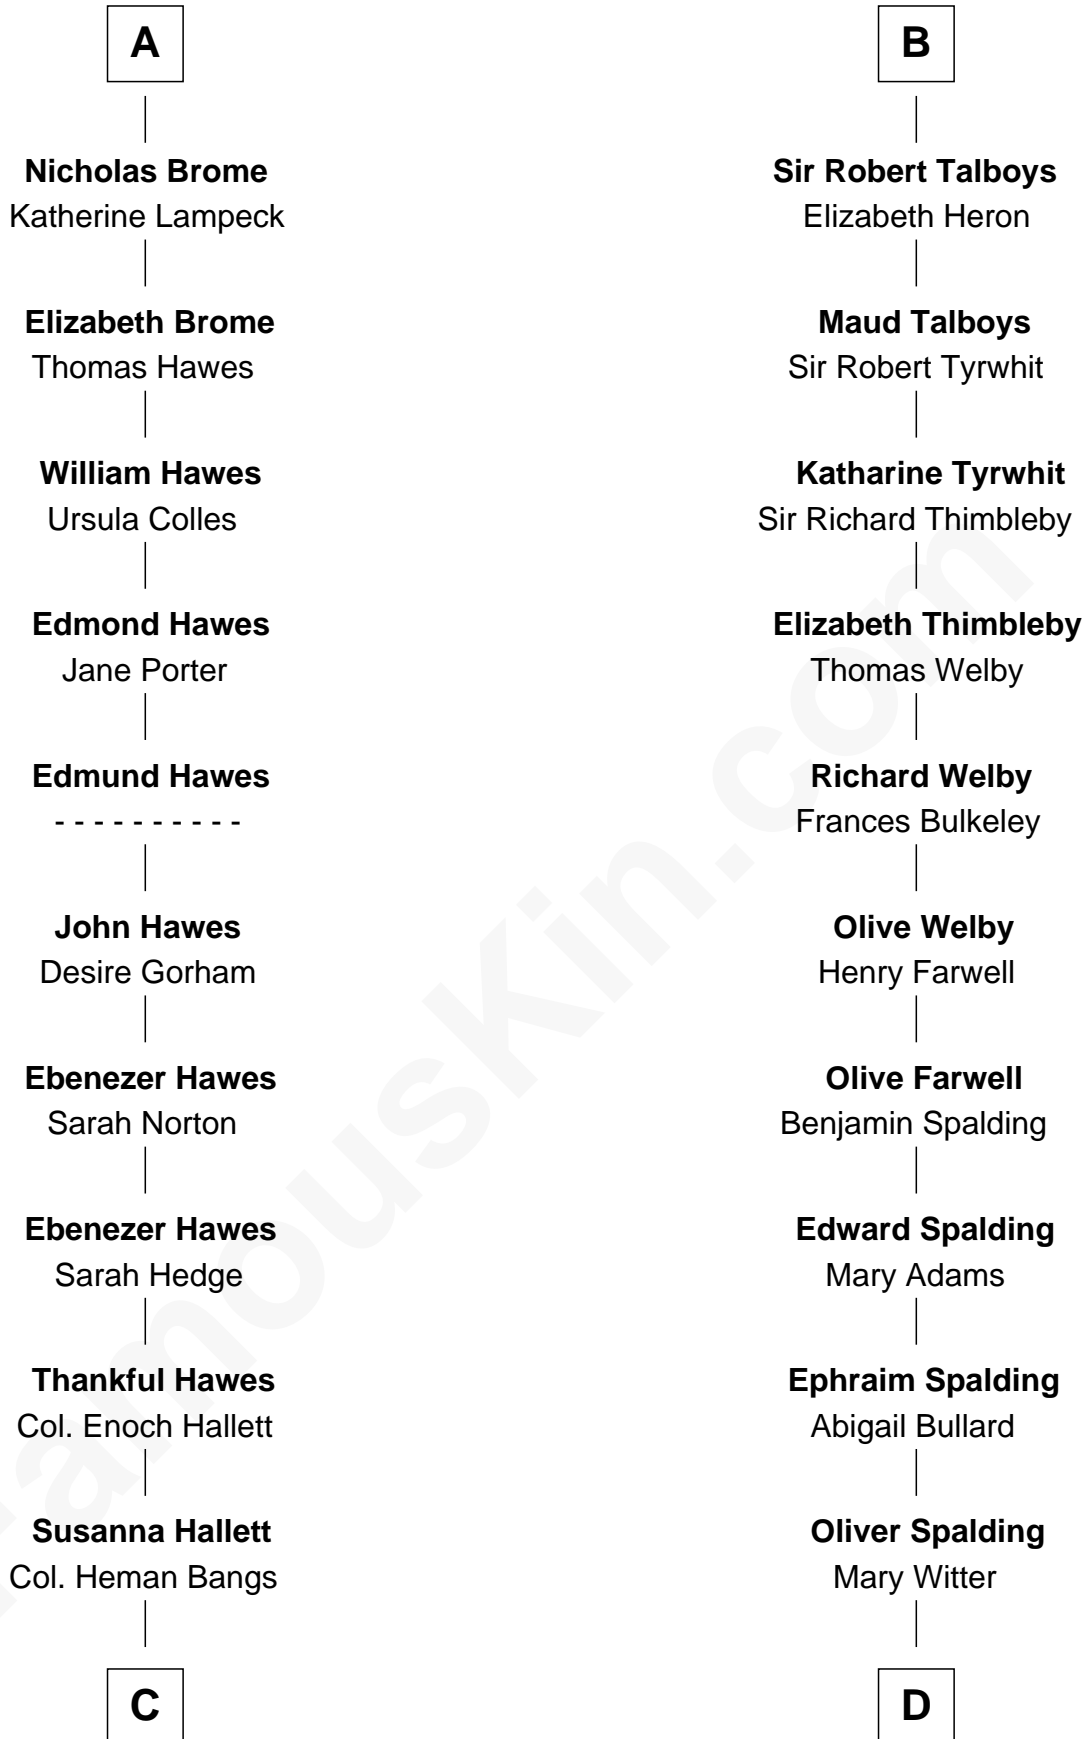 A
Nicholas Brome
Katherine Lampeck
Elizabeth Brome
Thomas Hawes
William Hawes
Ursula Colles
Edmond Hawes
Jane Porter
Edmund Hawes
- - - - - - - - - -
John Hawes
Desire Gorham
Ebenezer Hawes
Sarah Norton
Ebenezer Hawes
Sarah Hedge
Thankful Hawes
Col. Enoch Hallett
Susanna Hallett
Col. Heman Bangs
C
B
Sir Robert Talboys
Elizabeth Heron
Maud Talboys
Sir Robert Tyrwhit
Katharine Tyrwhit
Sir Richard Thimbleby
Elizabeth Thimbleby
Thomas Welby
Richard Welby
Frances Bulkeley
Olive Welby
Henry Farwell
Olive Farwell
Benjamin Spalding
Edward Spalding
Mary Adams
Ephraim Spalding
Abigail Bullard
Oliver Spalding
Mary Witter
D
FamousKin.com